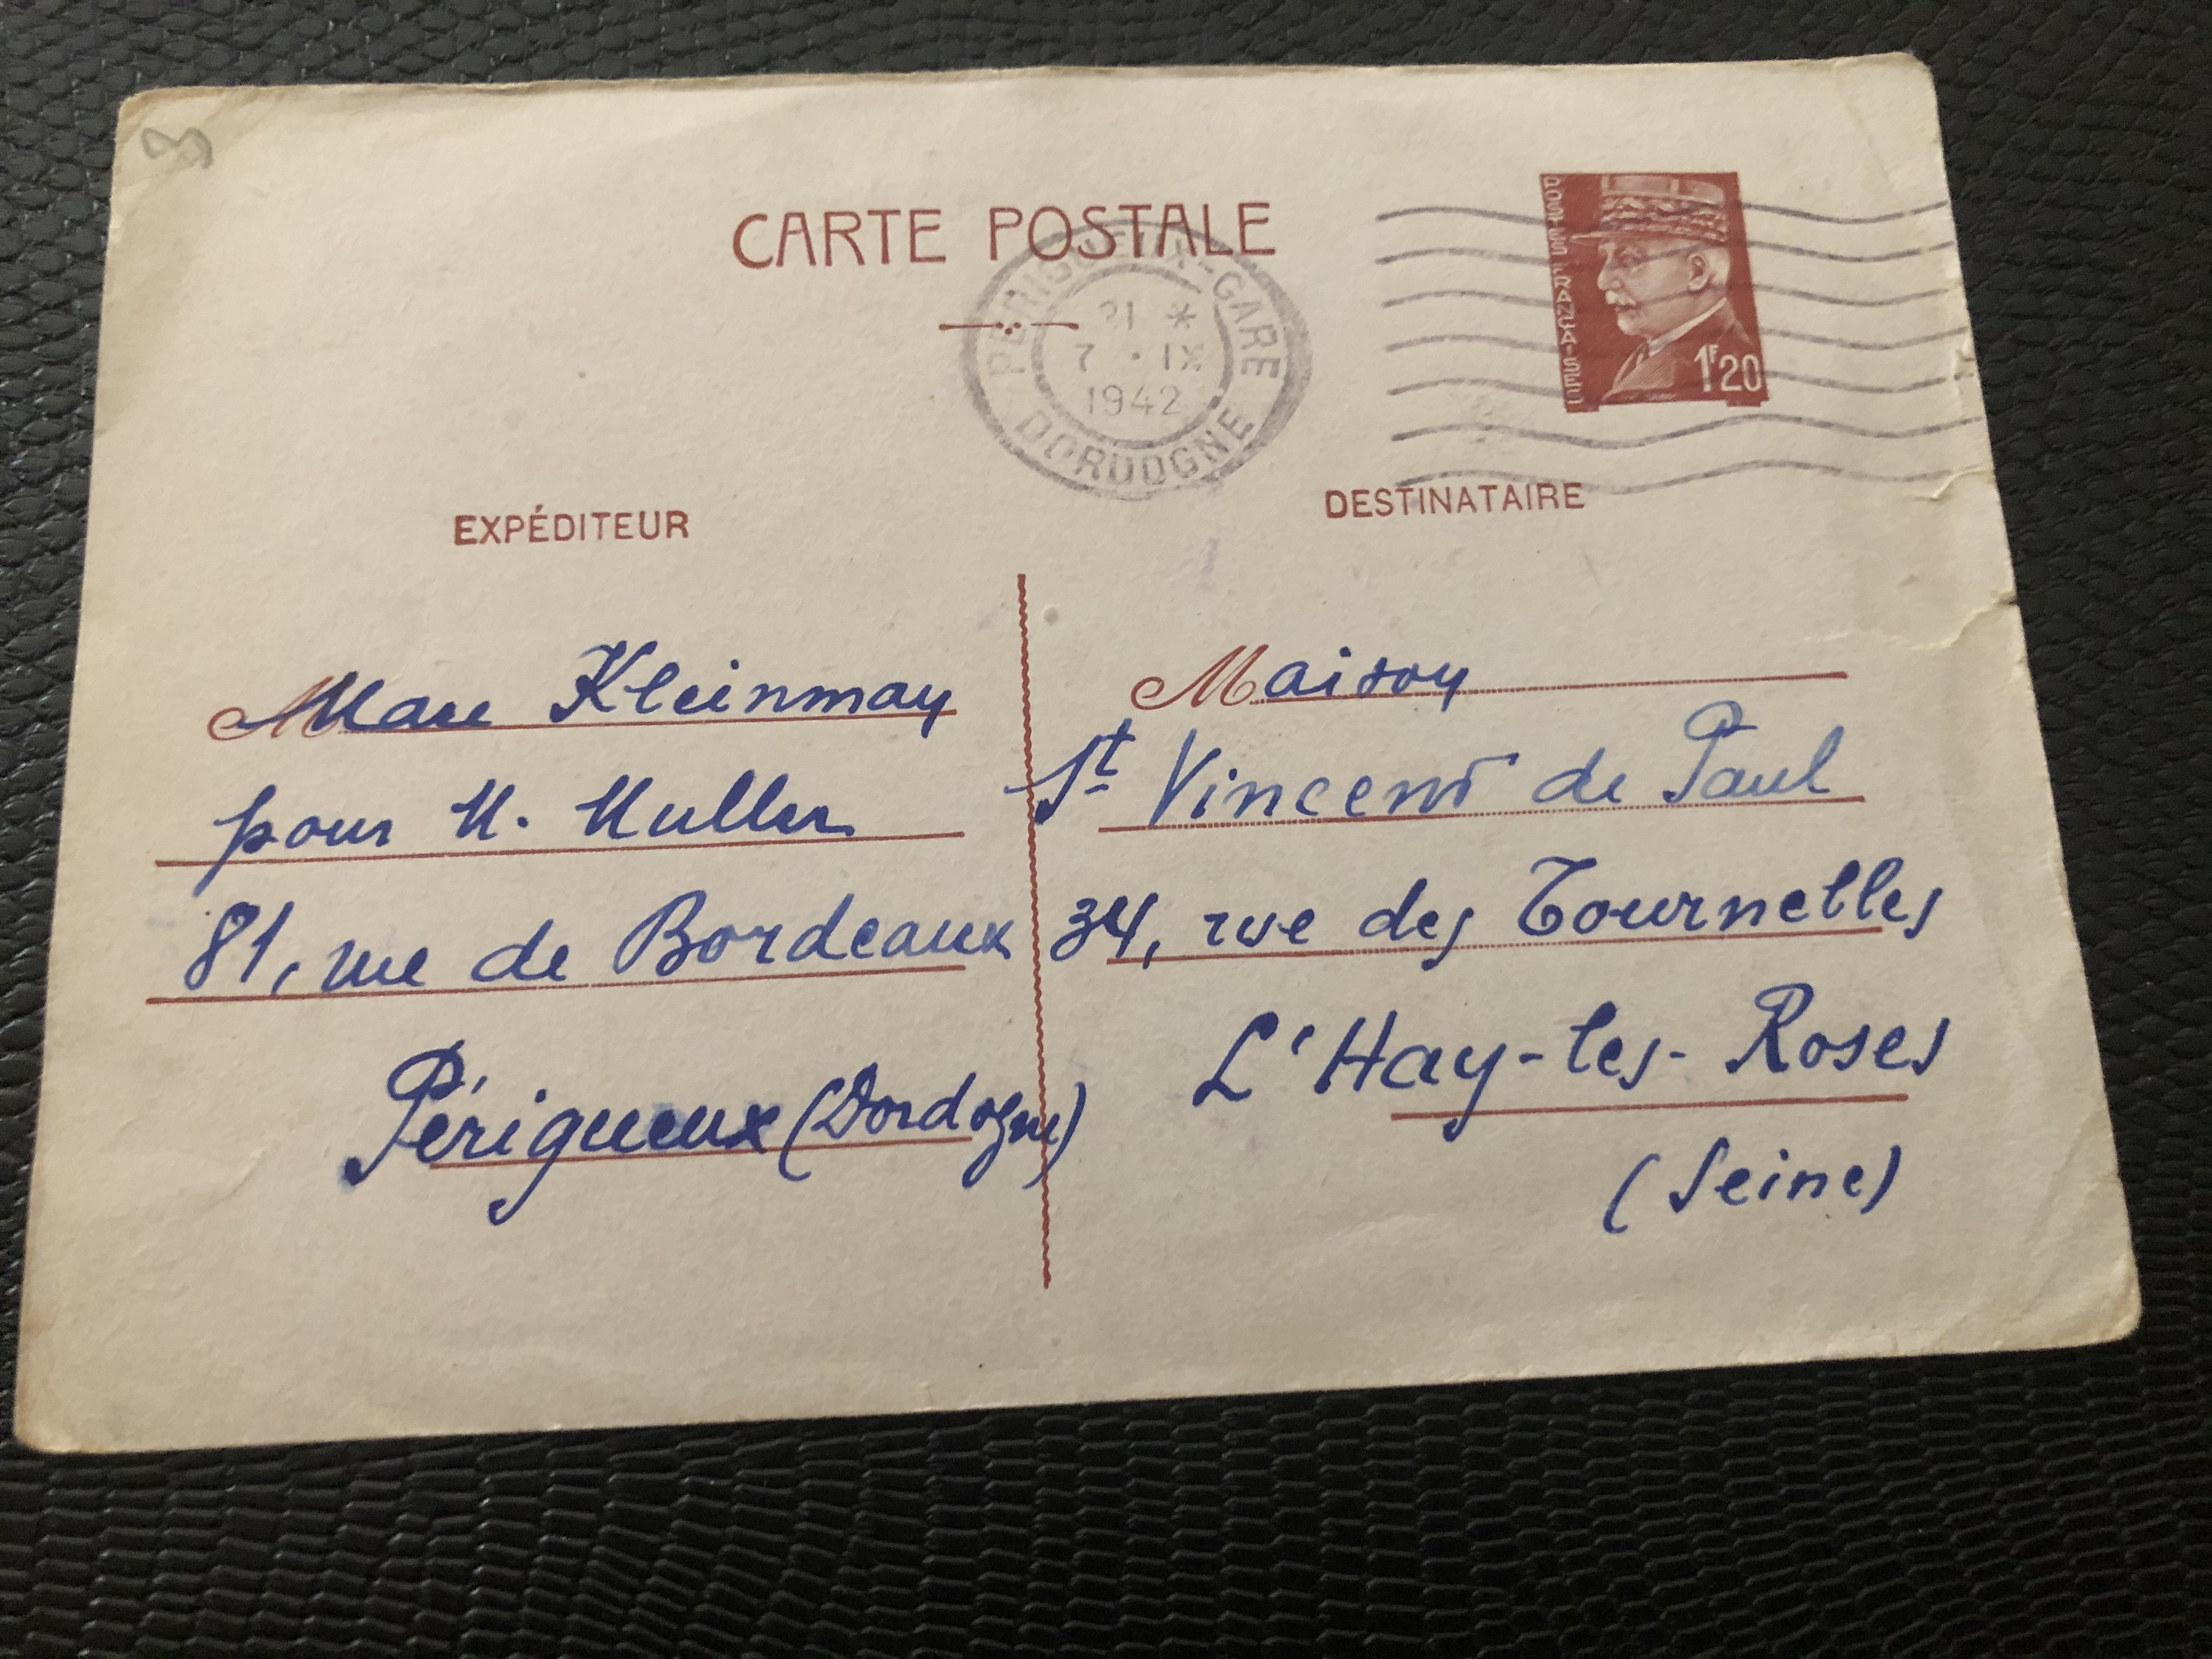 CARTE POSTALE
PÉRIGUEUX-GARE
21 *
7 • IX
1942
DORDOGNE
POSTES FRANÇAISES
1F20
EXPÉDITEUR
Marc Kleinman
pour M. Muller
81, rue de Bordeaux
Périgueux (Dordogne)
DESTINATAIRE
Maison
St Vincent de Paul
34, rue des Tournelles
L'Hay-les-Roses
(Seine)